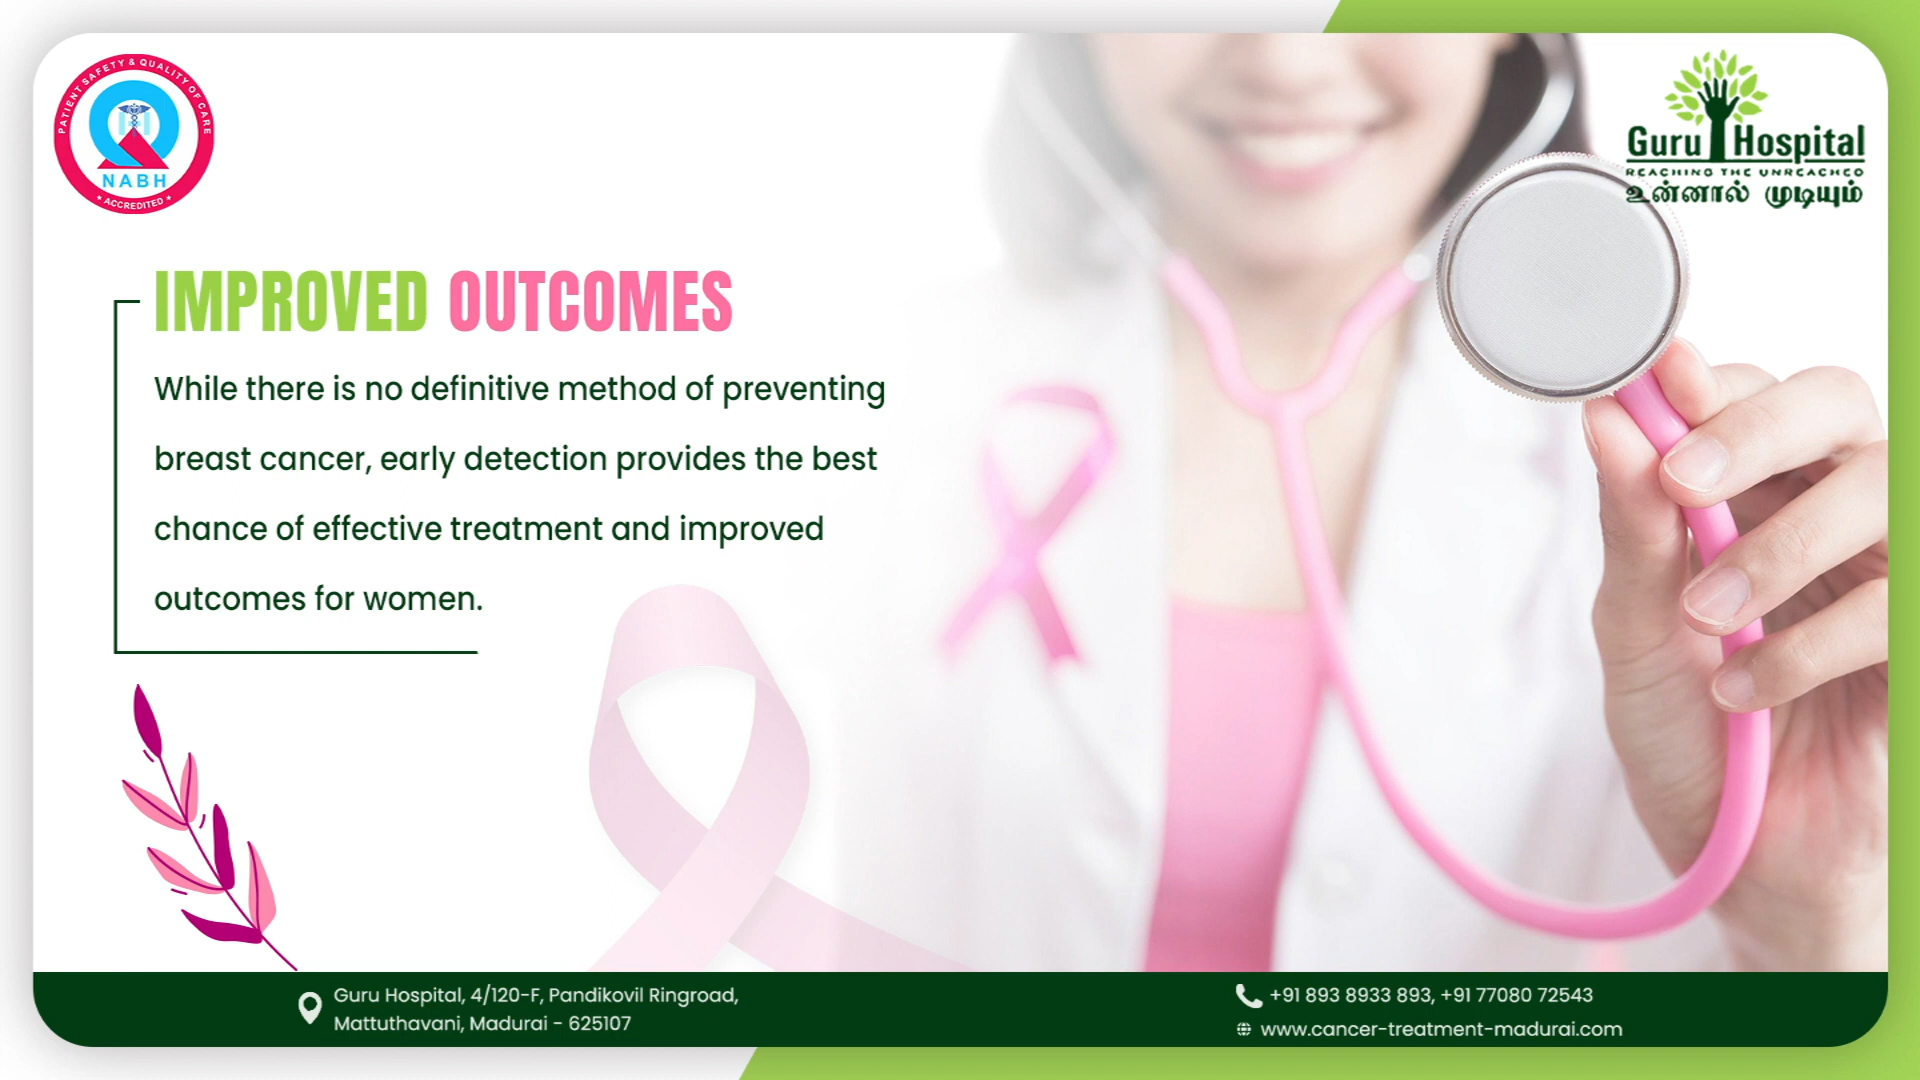 PATIENT SAFETY & QUALITY OF CARE
NABH
* ACCREDITED *
Guru Hospital
REACHING THE UNREACHED
உன்னால் முடியும்
IMPROVED OUTCOMES
While there is no definitive method of preventing
breast cancer, early detection provides the best
chance of effective treatment and improved
outcomes for women.
Guru Hospital, 4/120-F, Pandikovil Ringroad,
Mattuthavani, Madurai - 625107
+91 893 8933 893, +91 77080 72543
www.cancer-treatment-madurai.com